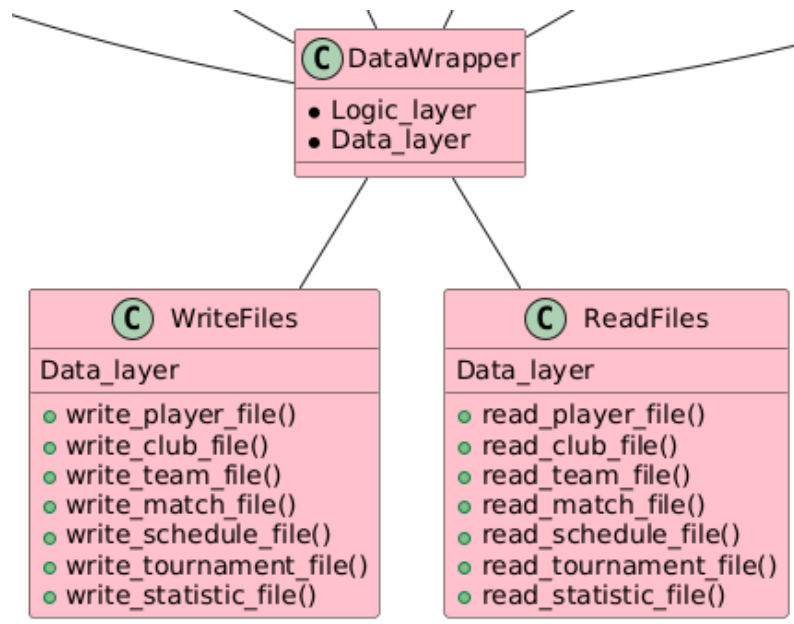 C DataWrapper
Logic_layer
Data_layer
C WriteFiles
Data_layer
write_player_file()
write_club_file()
write_team_file()
write_match_file()
write_schedule_file()
write_tournament_file()
write_statistic_file()
C ReadFiles
Data_layer
read_player_file()
read_club_file()
read_team_file()
read_match_file()
read_schedule_file()
read_tournament_file()
read_statistic_file()